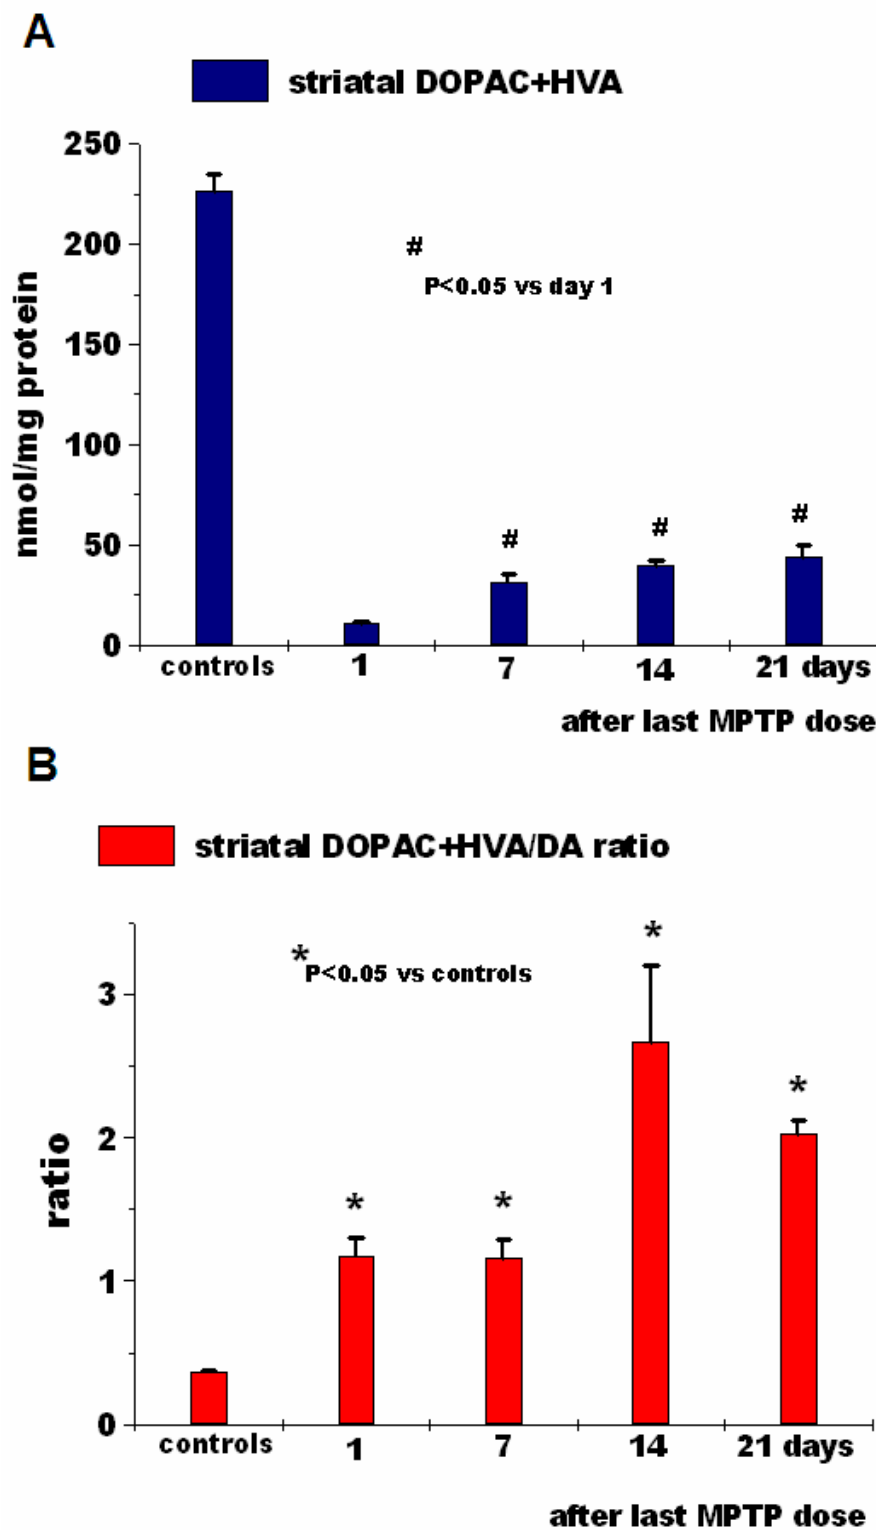 A
striatal DOPAC+HVA
250
200
150
100
50
0
nmol/mg protein
#
P<0.05 vs day 1
# # #
controls 1 7 14 21 days
after last MPTP dose
B
striatal DOPAC+HVA/DA ratio
3
2
1
0
ratio
*
P<0.05 vs controls
* * * *
controls 1 7 14 21 days
after last MPTP dose